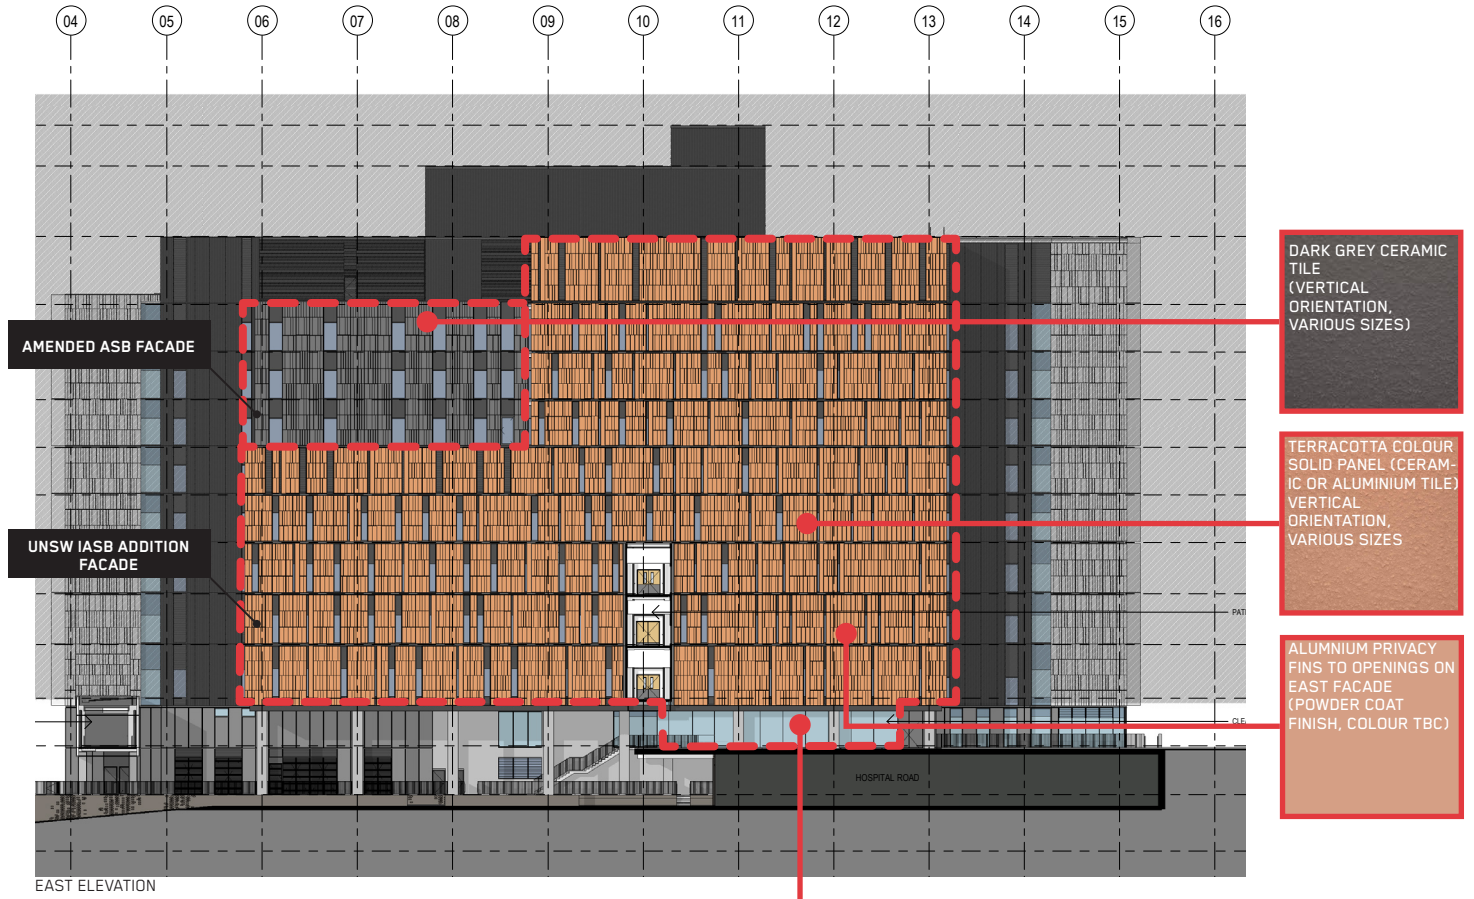 04 05 06 07 08 09 10 11 12 13 14 15 16
DARK GREY CERAMIC
TILE
(VERTICAL
ORIENTATION,
VARIOUS SIZES)
AMENDED ASB FACADE
TERRACOTTA COLOUR
SOLID PANEL (CERAM-
IC OR ALUMINIUM TILE)
VERTICAL
ORIENTATION,
VARIOUS SIZES
UNSW IASB ADDITION
FACADE
PAT
ALUMNIUM PRIVACY
FINS TO OPENINGS ON
EAST FACADE
(POWDER COAT
FINISH, COLOUR TBC)
CLE
HOSPITAL ROAD
EAST ELEVATION